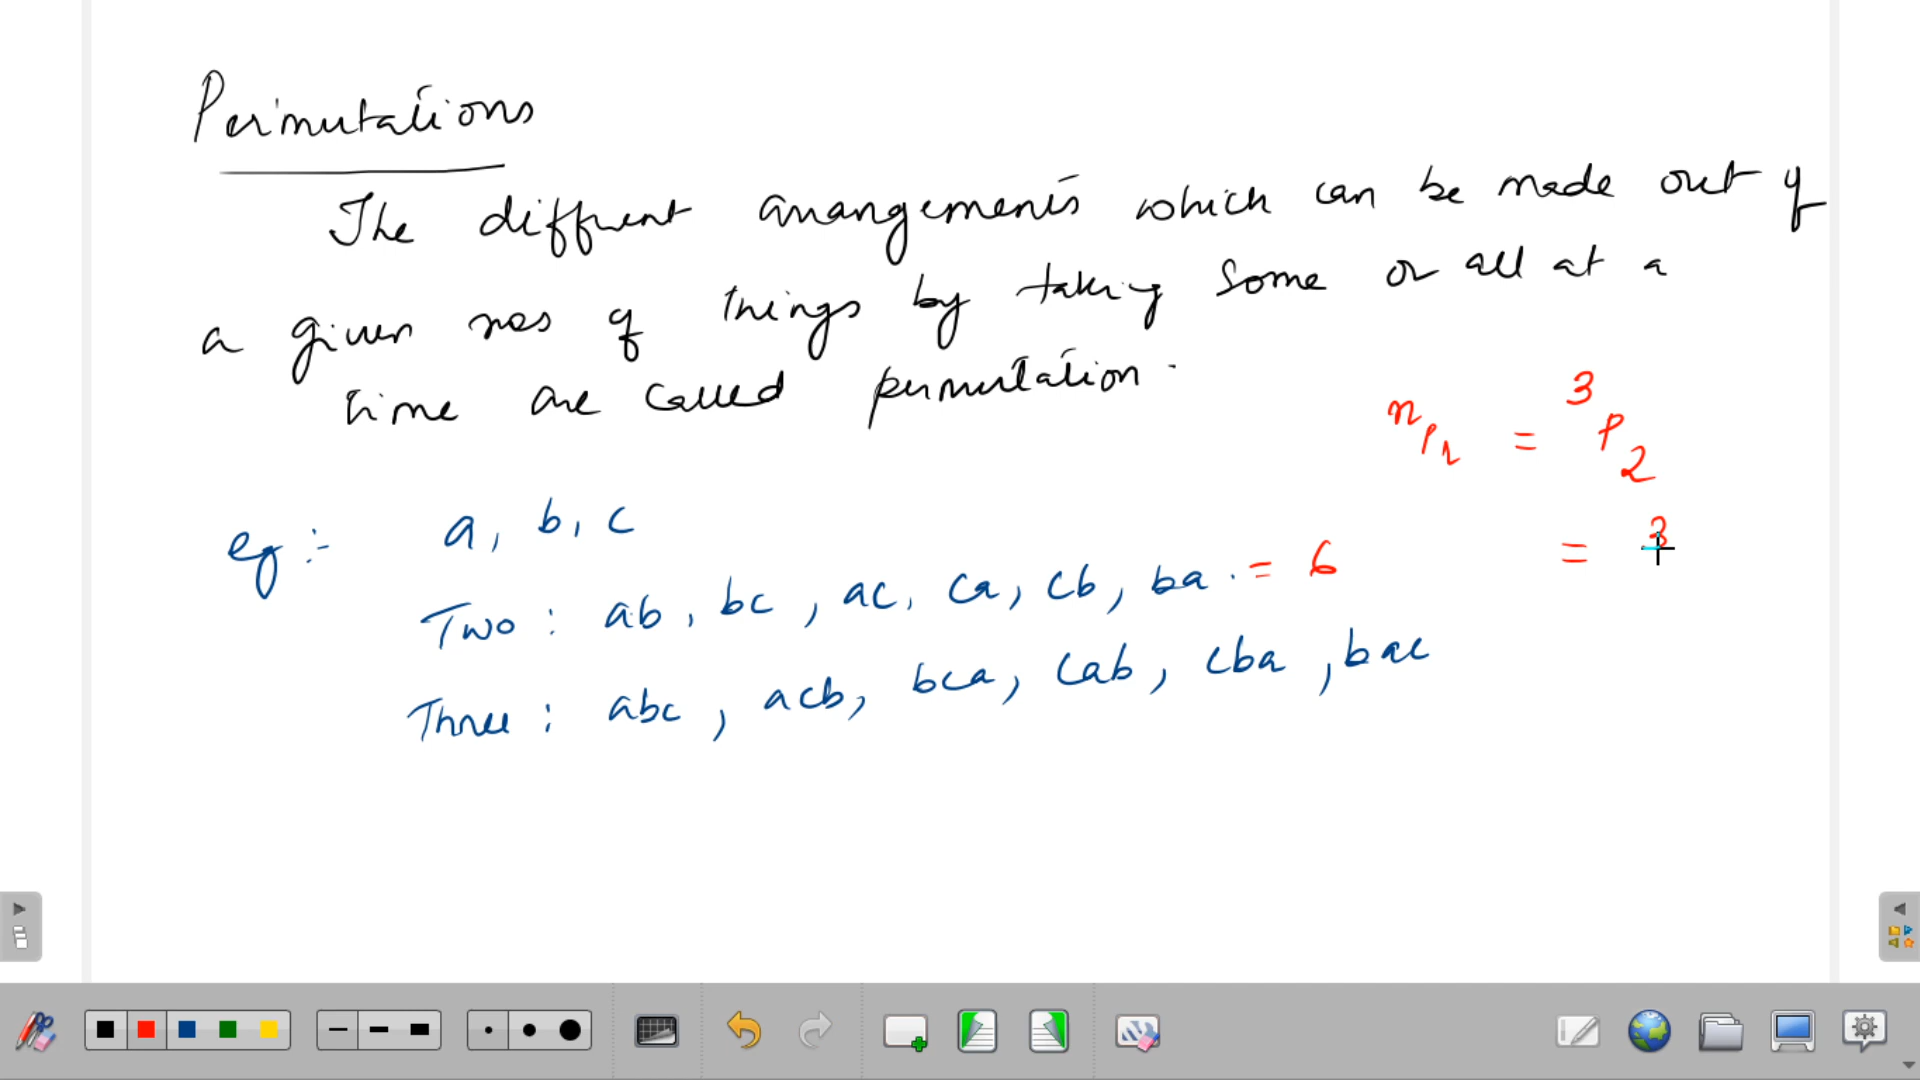 Permutations
The different arrangements which can be made out of
a given nos of things by taking some or all at a
time are called permutation.
nPr = 3P2
eg:- a, b, c
= 3
Two : ab, bc, ac, ca, cb, ba. = 6
Three : abc, acb, bca, cab, cba, bac